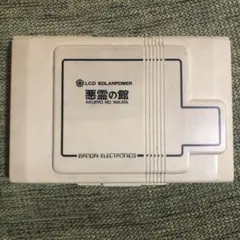 LCD SOLARPOWER
悪霊の館
AKURYO NO YAKATA
BANDAI ELECTRONICS